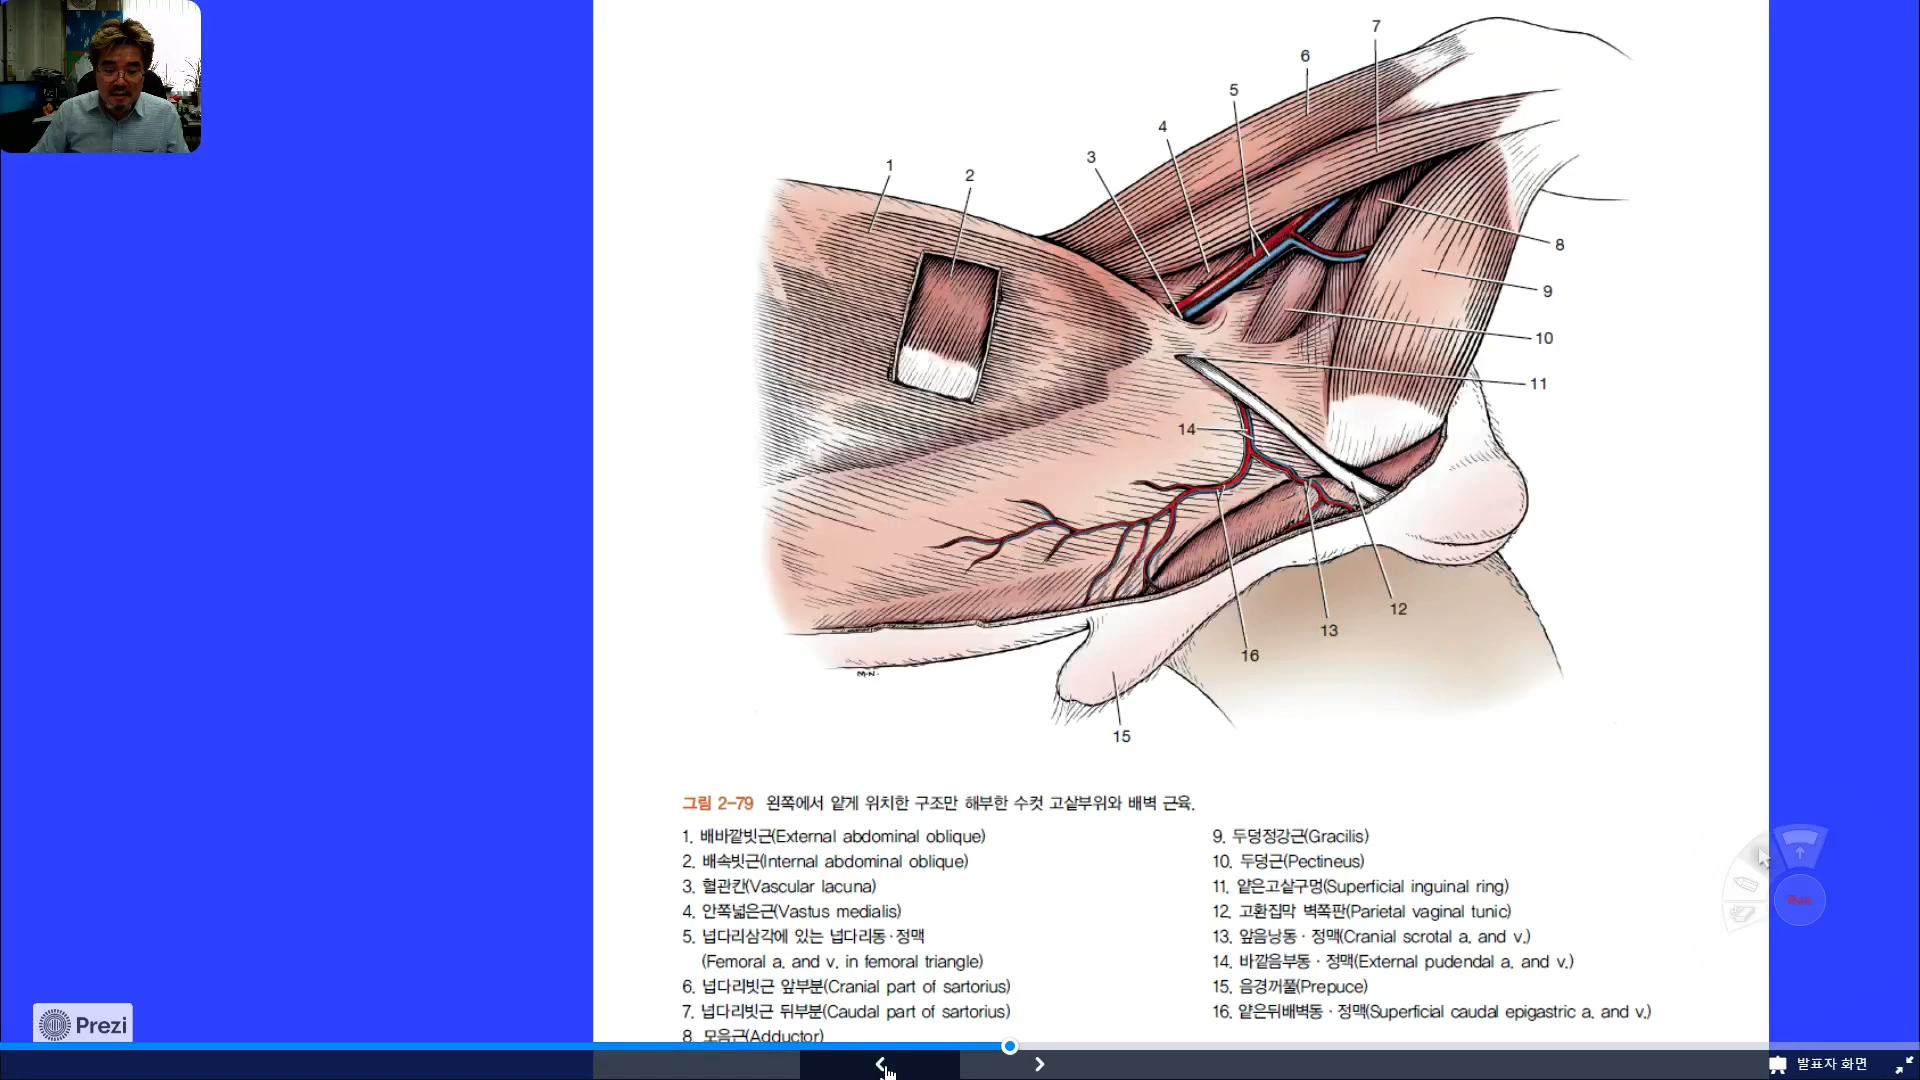 7
6
5
4
3
1
2
8
9
10
11
14
12
13
16
M·N·
15
그림 2-79 왼쪽에서 얕게 위치한 구조만 해부한 수컷 고샅부위와 배벽 근육.
1. 배바깥빗근(External abdominal oblique)
2. 배속빗근(Internal abdominal oblique)
3. 혈관칸(Vascular lacuna)
4. 안쪽넓은근(Vastus medialis)
5. 넙다리삼각에 있는 넙다리동·정맥
(Femoral a. and v. in femoral triangle)
6. 넙다리빗근 앞부분(Cranial part of sartorius)
7. 넙다리빗근 뒤부분(Caudal part of sartorius)
8. 모음근(Adductor)
9. 두덩정강근(Gracilis)
10. 두덩근(Pectineus)
11. 얕은고샅구멍(Superficial inguinal ring)
12. 고환집막 벽쪽판(Parietal vaginal tunic)
13. 앞음낭동·정맥(Cranial scrotal a. and v.)
14. 바깥음부동·정맥(External pudendal a. and v.)
15. 음경꺼풀(Prepuce)
16. 얕은뒤배벽동·정맥(Superficial caudal epigastric a. and v.)
Prezi
발표자 화면